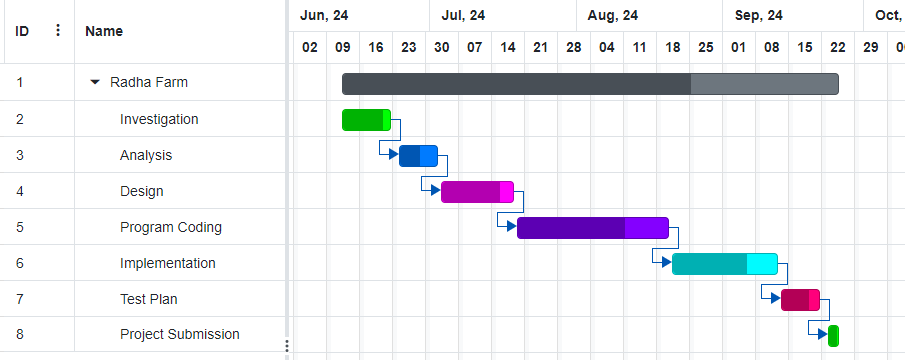 ID Name Jun, 24 Jul, 24 Aug, 24 Sep, 24 Oct,
02 09 16 23 30 07 14 21 28 04 11 18 25 01 08 15 22 29
1 Radha Farm
2 Investigation
3 Analysis
4 Design
5 Program Coding
6 Implementation
7 Test Plan
8 Project Submission